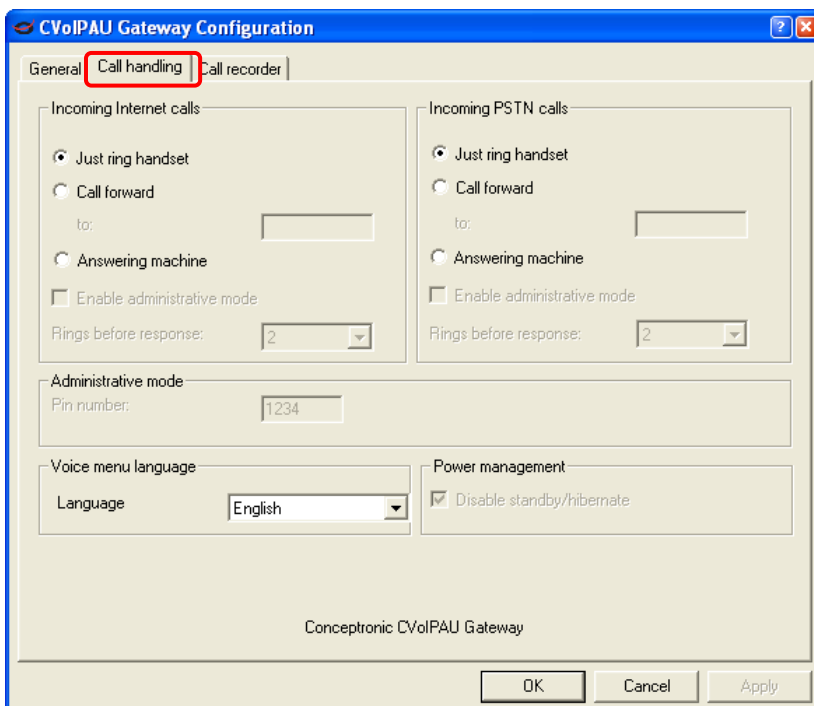 CVoIPAU Gateway Configuration
General Call handling Call recorder
Incoming Internet calls
Just ring handset
Call forward
to:
Answering machine
Enable administrative mode
Rings before response: 2
Incoming PSTN calls
Just ring handset
Call forward
to:
Answering machine
Enable administrative mode
Rings before response: 2
Administrative mode
Pin number: 1234
Voice menu language
Language English
Power management
Disable standby/hibernate
Conceptronic CVoIPAU Gateway
OK Cancel Apply